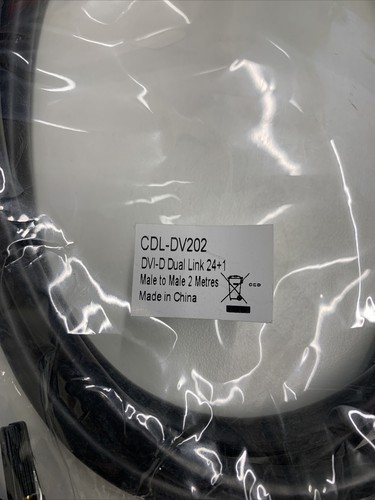 CDL-DV202
DVI-D Dual Link 24+1
Male to Male 2 Metres
Made in China